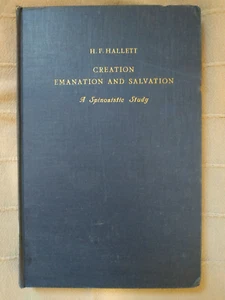 H. F. HALLETT
CREATION
EMANATION AND SALVATION
A Spinozistic Study